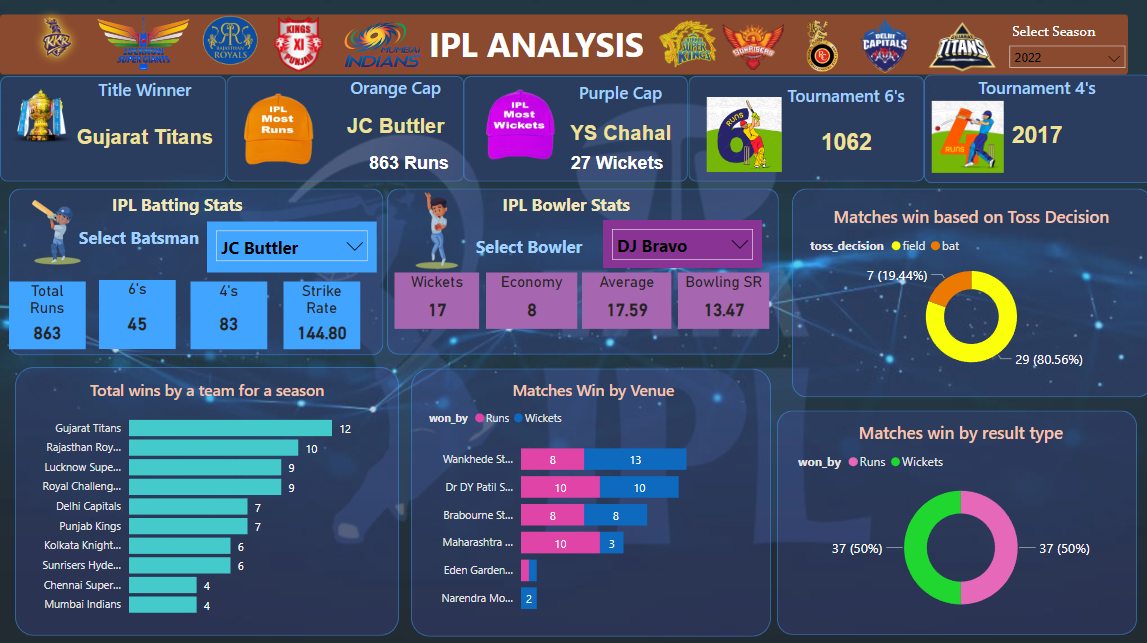 KKR
LUCKNOW
SUPER GIANTS
RR
RAJASTHAN
ROYALS
KINGS
XI
PUNJAB
MUMBAI
INDIANS
IPL ANALYSIS
SUPER KINGS
SUNRISERS
DELHI
CAPITALS
TITANS
Select Season
2022
Title Winner
Gujarat Titans
IPL
Most
Runs
Orange Cap
JC Buttler
863 Runs
IPL
Most
Wickets
Purple Cap
YS Chahal
27 Wickets
6
RUNS
Tournament 6's
1062
4
RUNS
Tournament 4's
2017
IPL Batting Stats
Select Batsman
JC Buttler
Total Runs
863
6's
45
4's
83
Strike Rate
144.80
IPL Bowler Stats
Select Bowler
DJ Bravo
Wickets
17
Economy
8
Average
17.59
Bowling SR
13.47
Matches win based on Toss Decision
toss_decision field bat
7 (19.44%)
29 (80.56%)
Total wins by a team for a season
Gujarat Titans 12
Rajasthan Roy... 10
Lucknow Supe... 9
Royal Challeng... 9
Delhi Capitals 7
Punjab Kings 7
Kolkata Knight... 6
Sunrisers Hyde... 6
Chennai Super... 4
Mumbai Indians 4
Matches Win by Venue
won_by Runs Wickets
Wankhede St... 8 13
Dr DY Patil S... 10 10
Brabourne St... 8 8
Maharashtra ... 10 3
Eden Garden...
Narendra Mo... 2
Matches win by result type
won_by Runs Wickets
37 (50%)
37 (50%)
IPL